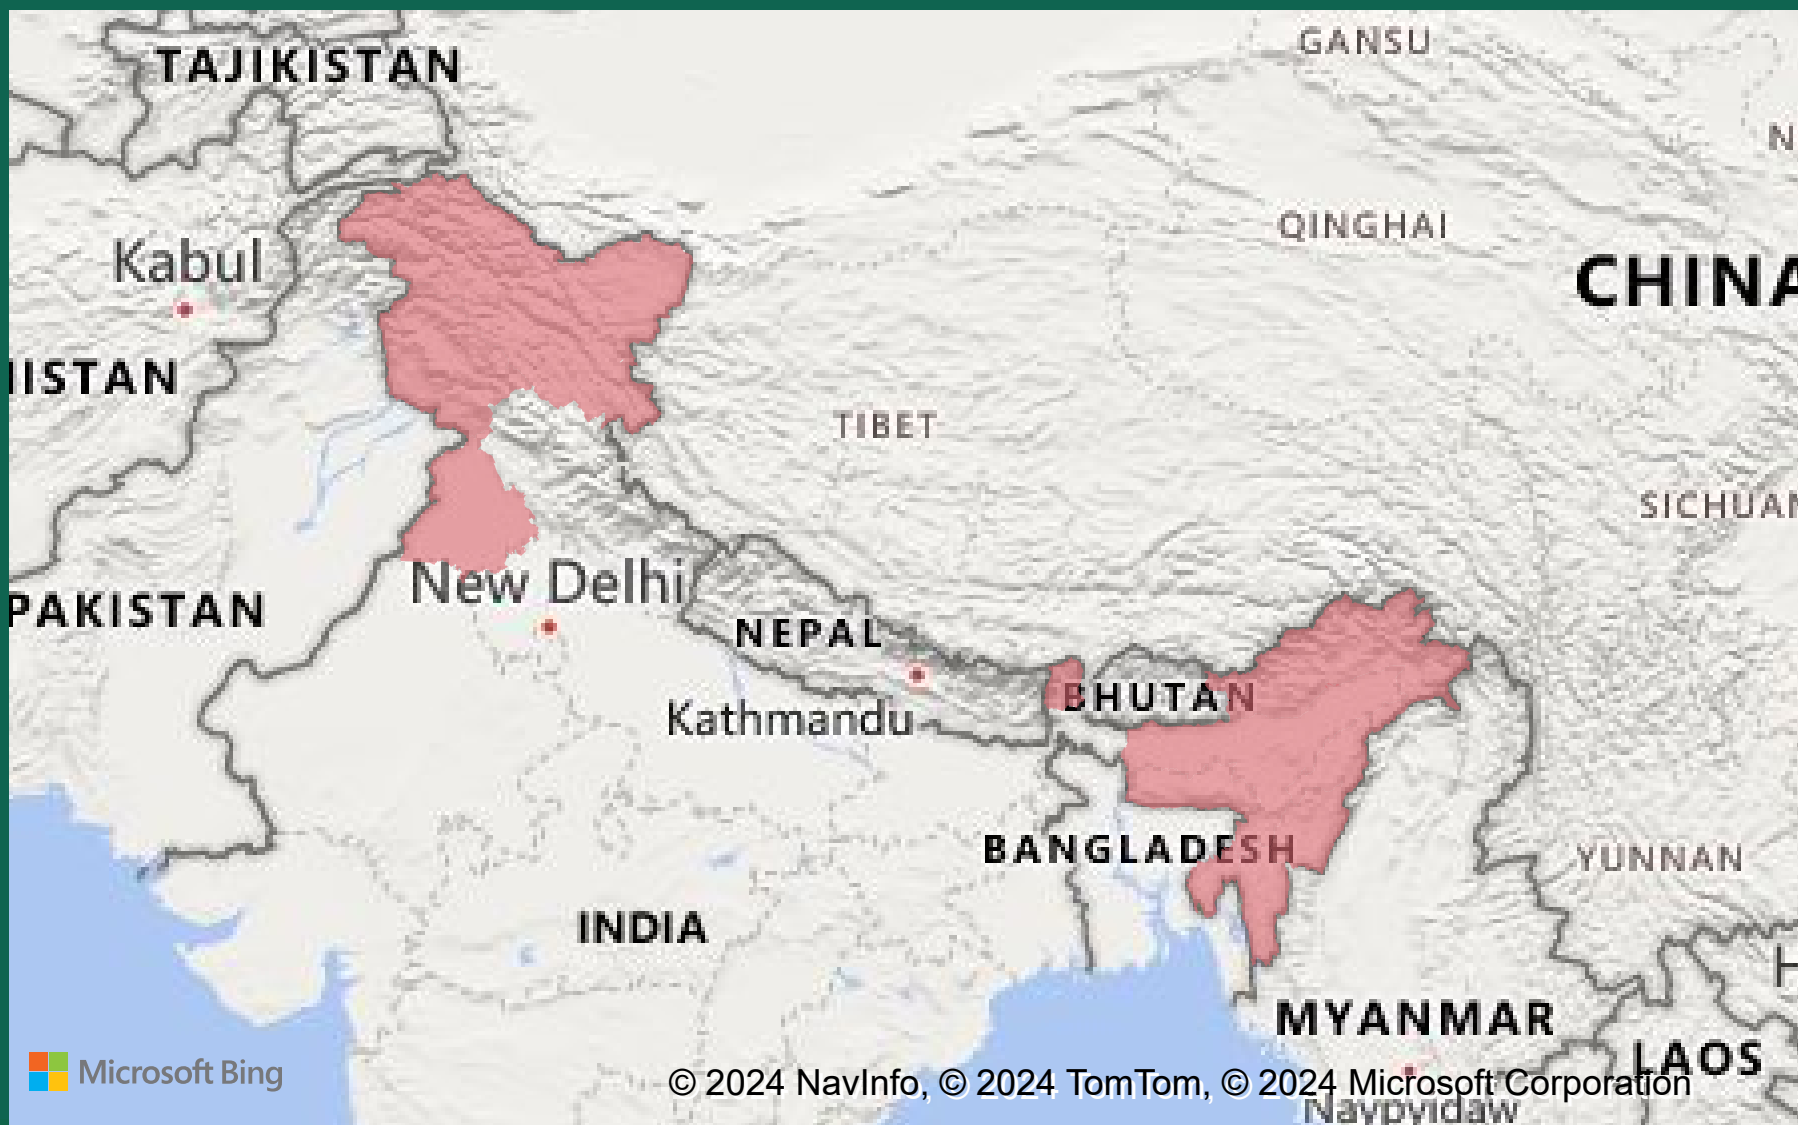 GANSU
TAJIKISTAN
N
QINGHAI
Kabul
CHINA
IISTAN
TIBET
SICHUAN
New Delhi
PAKISTAN
NEPAL
BHUTAN
Kathmandu
BANGLADESH
YUNNAN
INDIA
H
MYANMAR
LAOS
Microsoft Bing
© 2024 NavInfo, © 2024 TomTom, © 2024 Microsoft Corporation
Naypyidaw